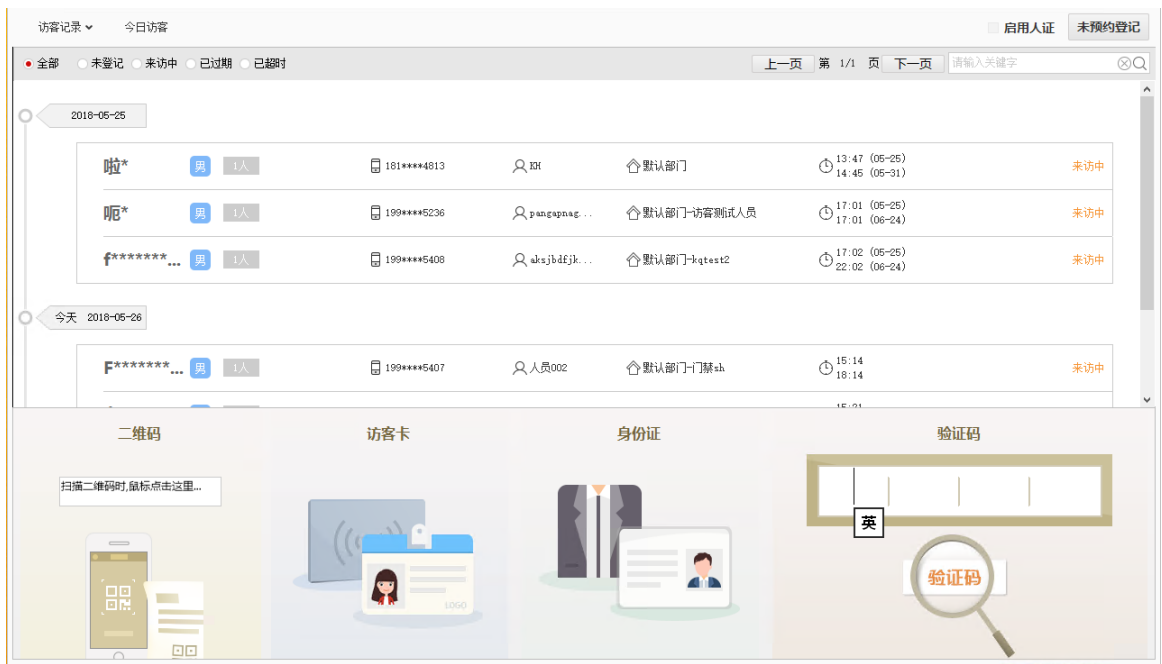 访客记录 今日访客 启用人证 未预约登记
全部 未登记 来访中 已过期 已超时 上一页 第 1/1 页 下一页 请输入关键字
2018-05-25
啦* 男 1人 181****4813 KH 默认部门 13:47 (05-25) 来访中
14:45 (05-31)
呃* 男 1人 199****5236 pangapnag... 默认部门-访客测试人员 17:01 (05-25) 来访中
17:01 (06-24)
f*******... 男 1人 199****5408 aksjbdfjk... 默认部门-kqtest2 17:02 (05-25) 来访中
22:02 (06-24)
今天 2018-05-26
F*******... 男 1人 199****5407 人员002 默认部门-门禁sh 15:14 来访中
18:14
二维码 访客卡 身份证 验证码
扫描二维码时,鼠标点击这里...
英
验证码
LOGO